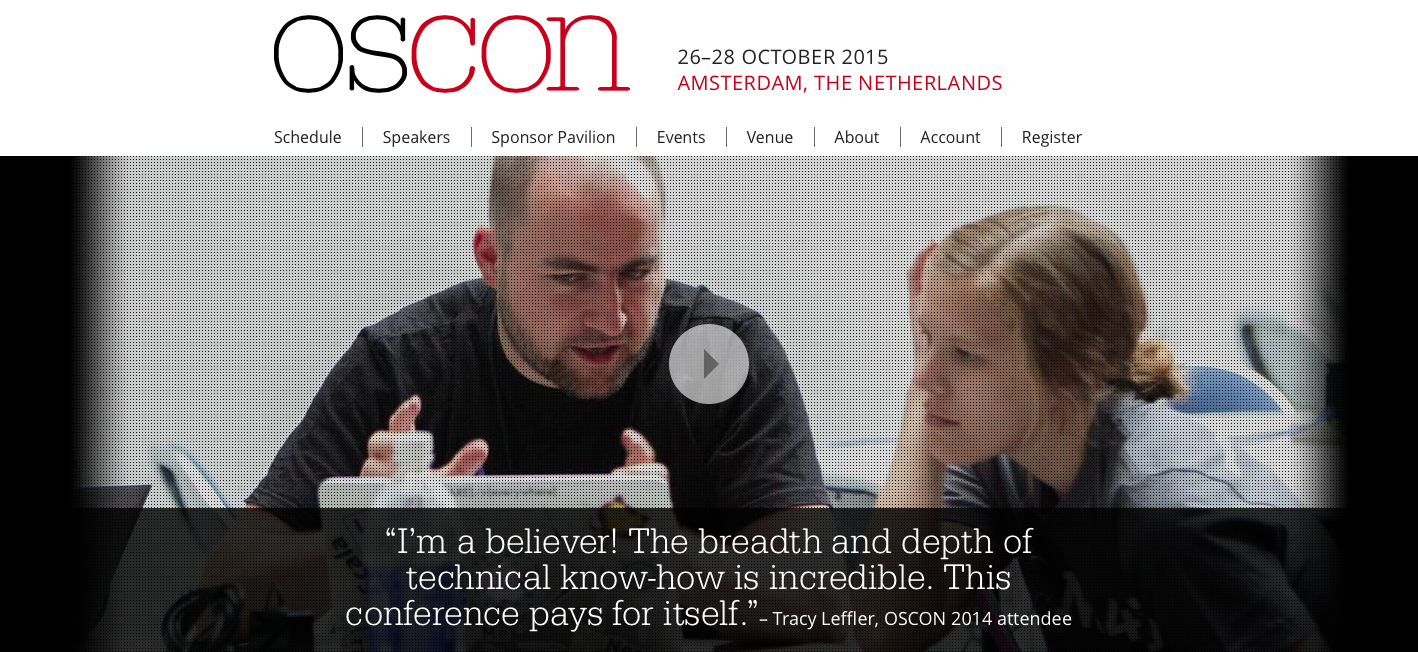 oscon
26–28 OCTOBER 2015
AMSTERDAM, THE NETHERLANDS
Schedule Speakers Sponsor Pavilion Events Venue About Account Register
“I’m a believer! The breadth and depth of
technical know-how is incredible. This
conference pays for itself.” – Tracy Leffler, OSCON 2014 attendee